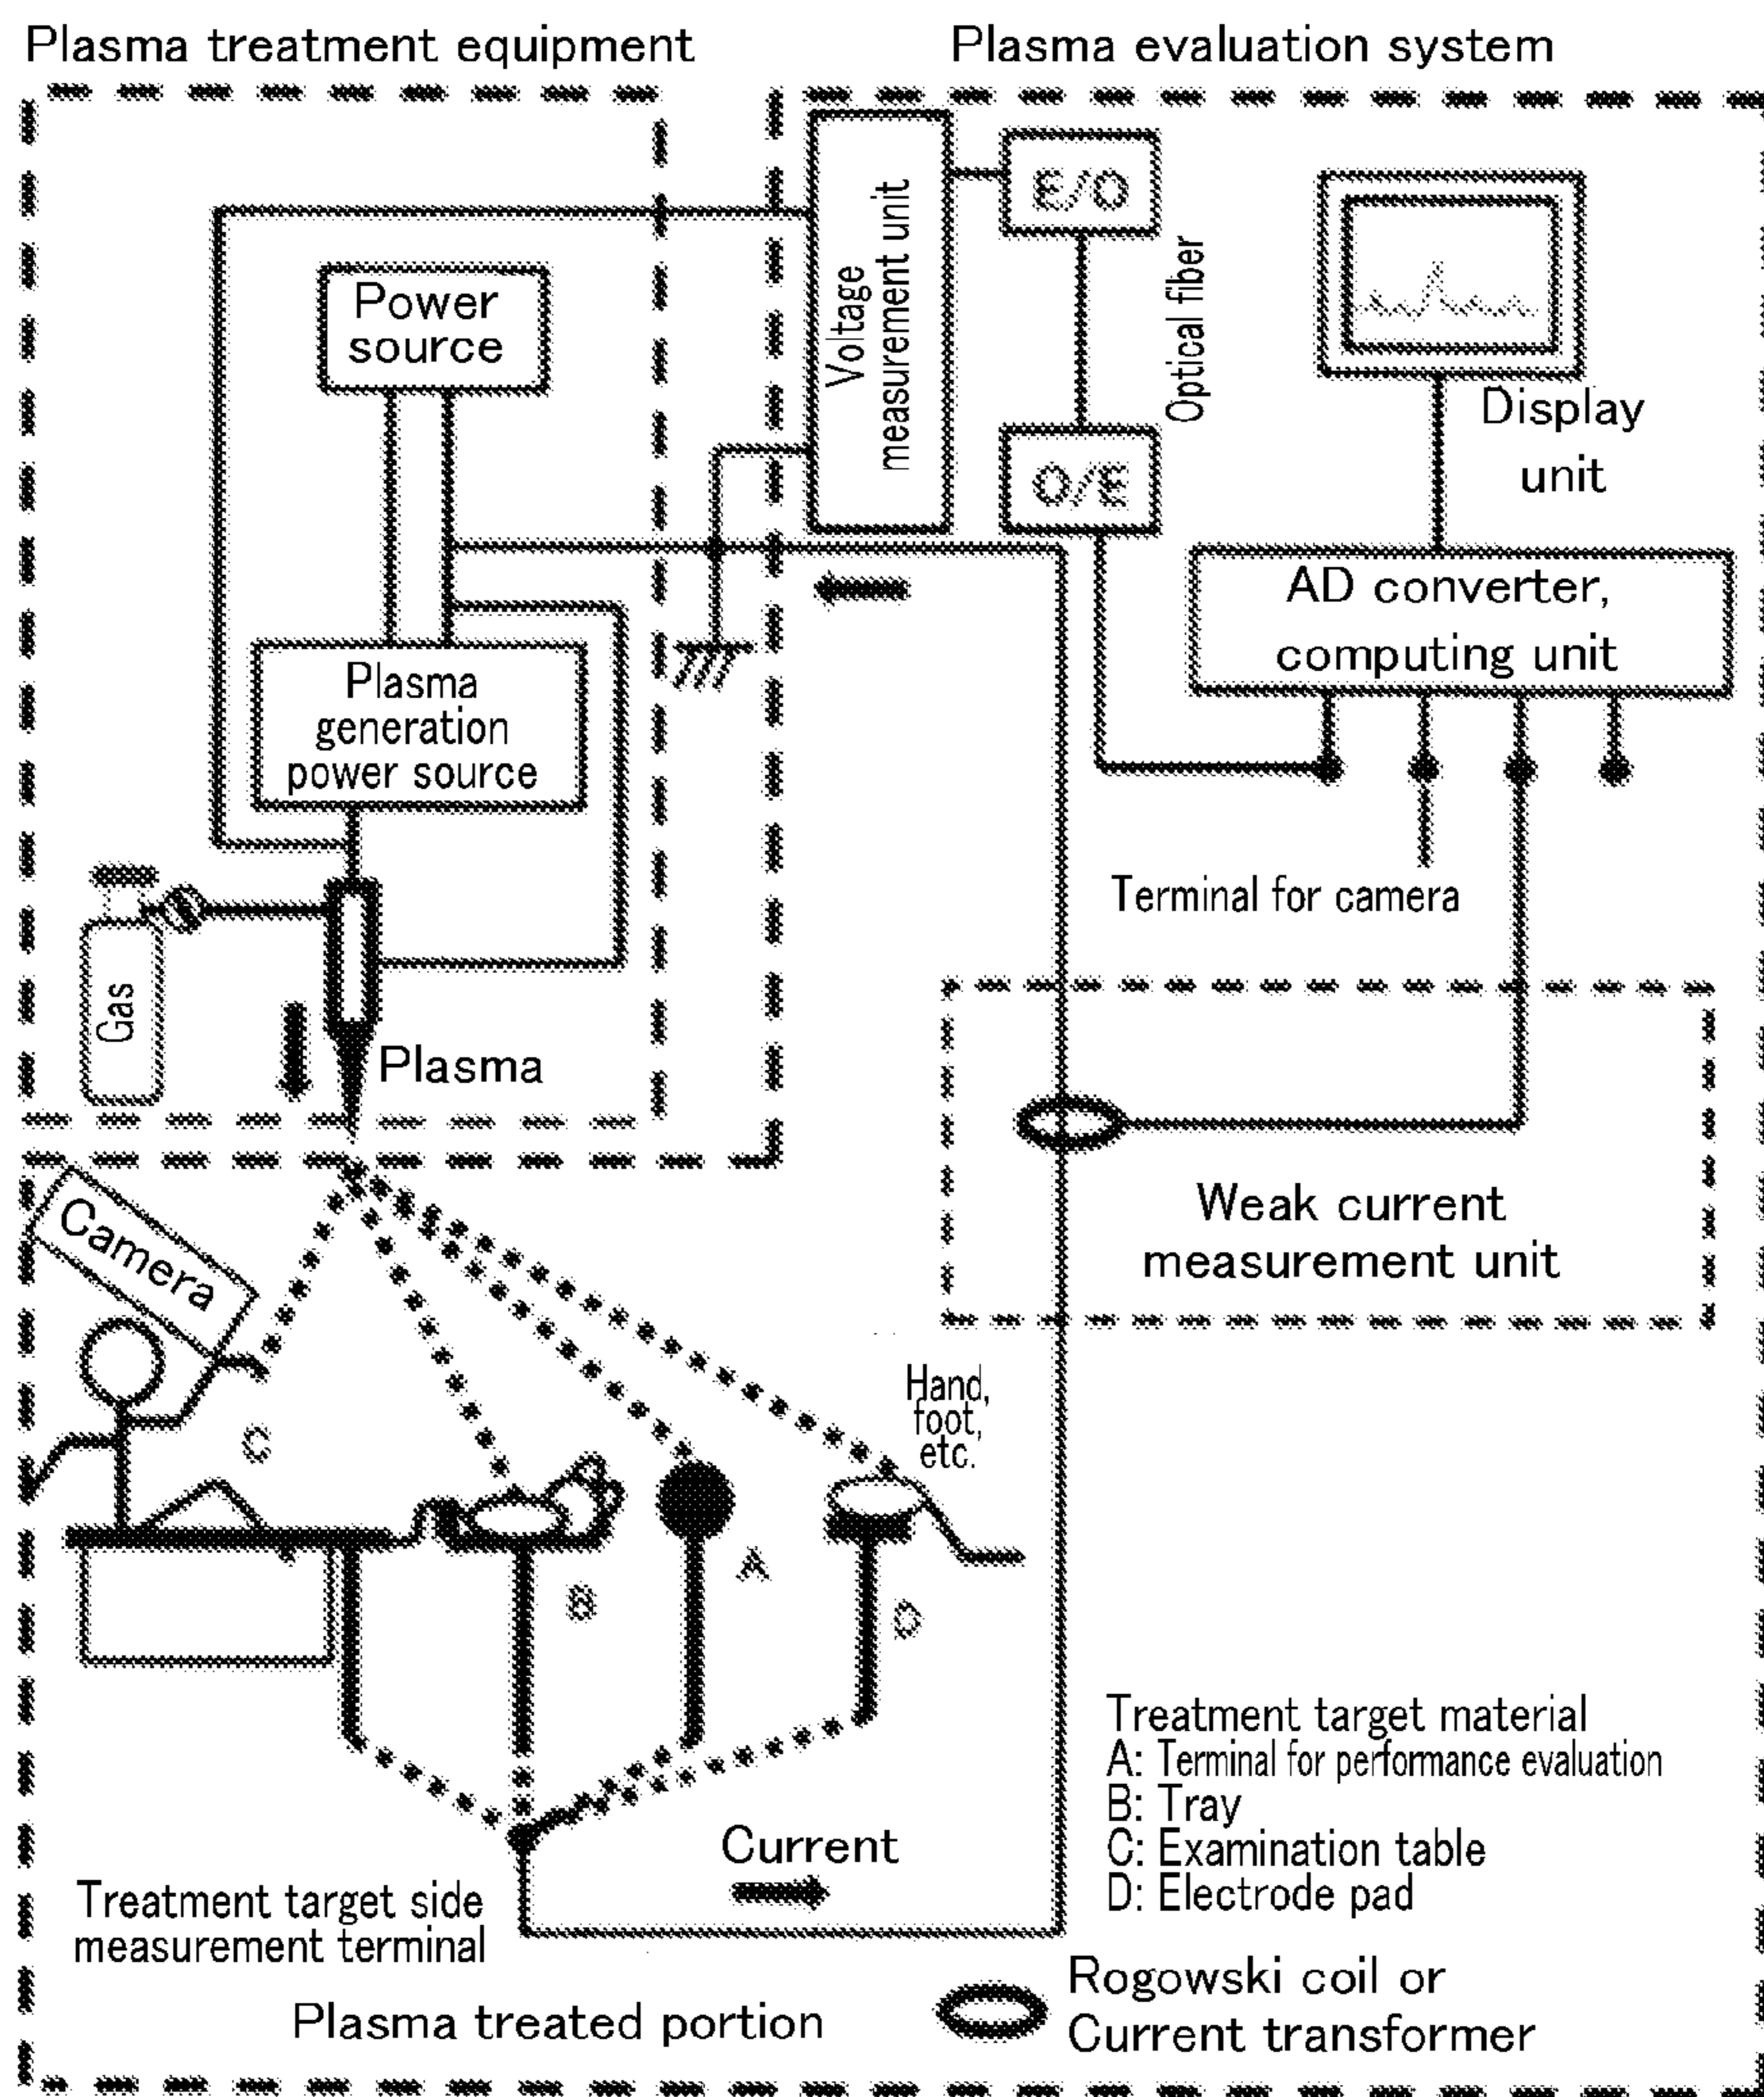 Plasma treatment equipment
Plasma evaluation system
Power
source
Voltage
measurement unit
E/O
Optical fiber
O/E
Display
unit
AD converter,
computing unit
Plasma
generation
power source
Terminal for camera
Gas
Plasma
Weak current
measurement unit
Camera
Hand,
foot,
etc.
C
B
A
D
Treatment target material
A: Terminal for performance evaluation
B: Tray
C: Examination table
D: Electrode pad
Current
Treatment target side
measurement terminal
Plasma treated portion
Rogowski coil or
Current transformer